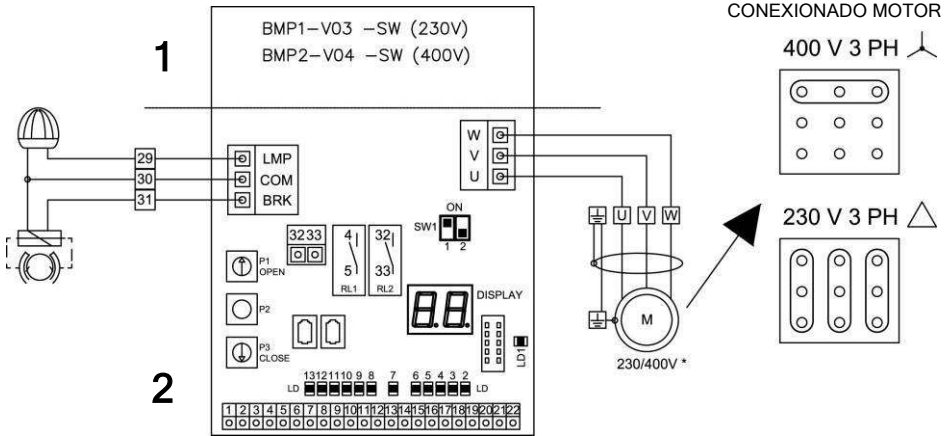 CONEXIONADO MOTOR
1
BMP1-V03 -SW (230V)
BMP2-V04 -SW (400V)
400 V 3 PH
29 LMP
30 COM
31 BRK
W
V
U
ON
SW1
1 2
32 33
4 32
5 33
RL1 RL2
P1
OPEN
P2
P3
CLOSE
DISPLAY
88
LD1
U V W
M
230/400V *
230 V 3 PH
2
13 12 11 10 9 8 7 6 5 4 3 2
LD LD
1 2 3 4 5 6 7 8 9 10 11 12 13 14 15 16 17 18 19 20 21 22